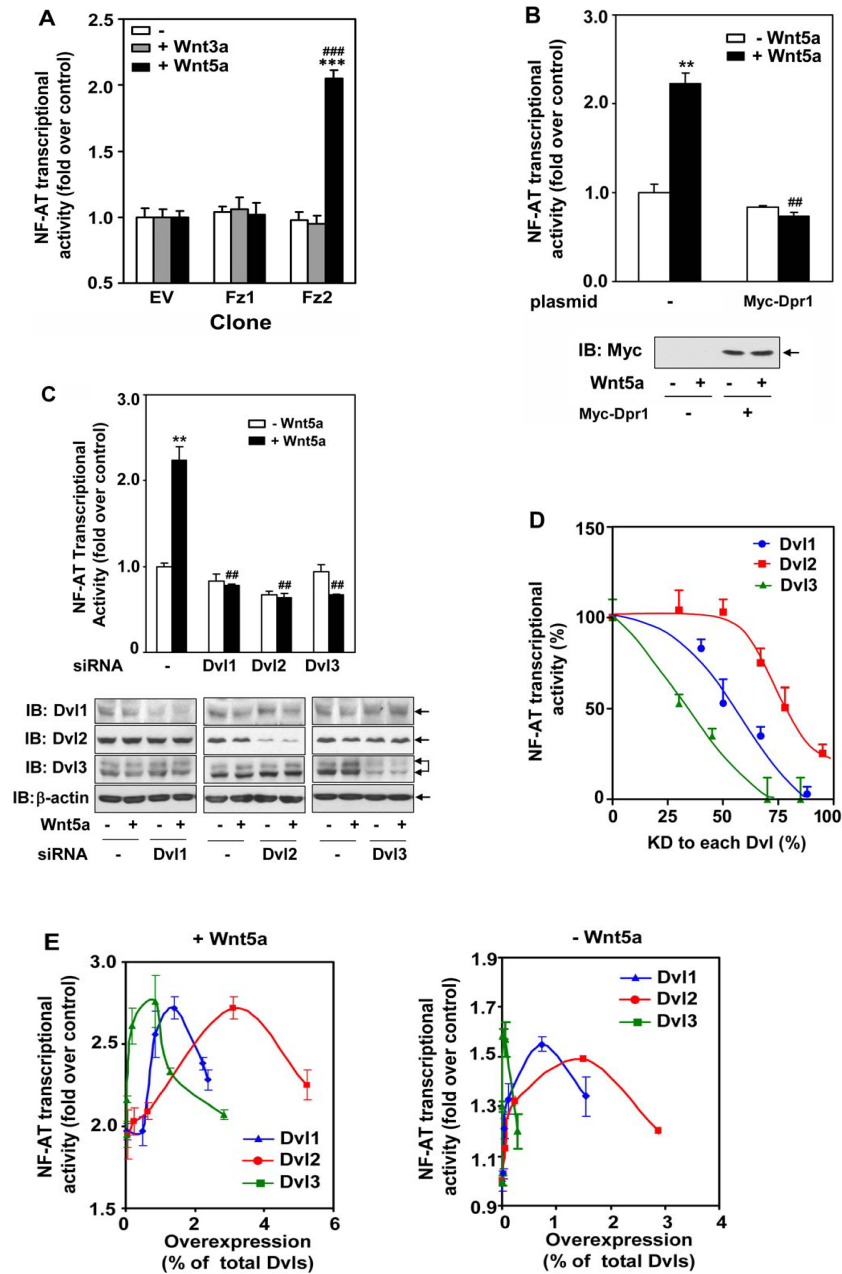 A
-
+ Wnt3a
+ Wnt5a
###
***
NF-AT transcriptional
activity (fold over control)
2.5
2.0
1.5
1.0
0.5
EV Fz1 Fz2
Clone
B
- Wnt5a
+ Wnt5a
**
##
NF-AT transcriptional
activity (fold over control)
3.0
2.0
1.0
0.0
plasmid - Myc-Dpr1
IB: Myc
Wnt5a - + - +
Myc-Dpr1 - +
C
- Wnt5a
+ Wnt5a
**
## ## ##
NF-AT Transcriptional
Activity (fold over control)
3.0
2.0
1.0
0
siRNA - Dvl1 Dvl2 Dvl3
IB: Dvl1
IB: Dvl2
IB: Dvl3
IB:β-actin
Wnt5a - + - + - + - + - + - +
siRNA - Dvl1 - Dvl2 - Dvl3
D
Dvl1
Dvl2
Dvl3
NF-AT transcriptional
activity (%)
150
100
50
0
0 25 50 75 100
KD to each Dvl (%)
E
+ Wnt5a
NF-AT transcriptional
activity (fold over control)
3.0
2.5
2.0
1.5
Dvl1
Dvl2
Dvl3
0 2 4 6
Overexpression
(% of total Dvls)
- Wnt5a
NF-AT transcriptional
activity (fold over control)
1.9
1.7
1.5
1.3
1.1
0.9
Dvl1
Dvl2
Dvl3
0 1 2 3 4
Overexpression
(% of total Dvls)